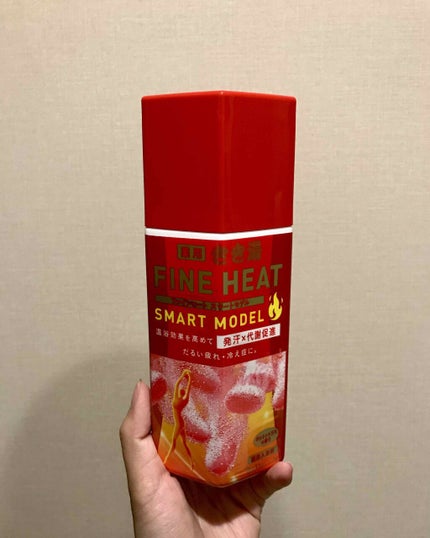 きき湯
FINE HEAT
SMART MODEL
温浴効果を高めて 発汗×代謝促進
だるい疲れ・冷え症に。